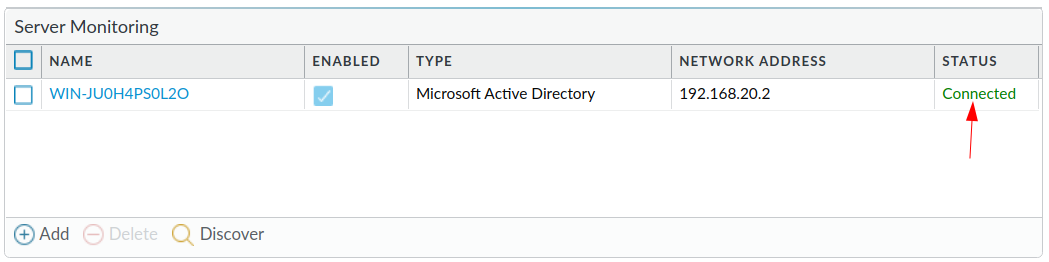 Server Monitoring
NAME ENABLED TYPE NETWORK ADDRESS STATUS
WIN-JU0H4PS0L2O Microsoft Active Directory 192.168.20.2 Connected
Add Delete Discover